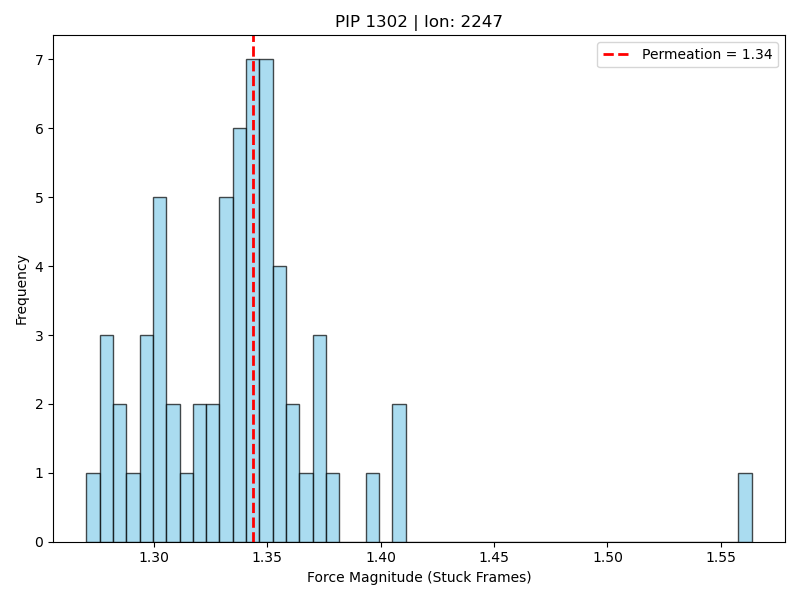 PIP 1302 | Ion: 2247
Permeation = 1.34
Frequency
7
6
5
4
3
2
1
0
1.30 1.35 1.40 1.45 1.50 1.55
Force Magnitude (Stuck Frames)